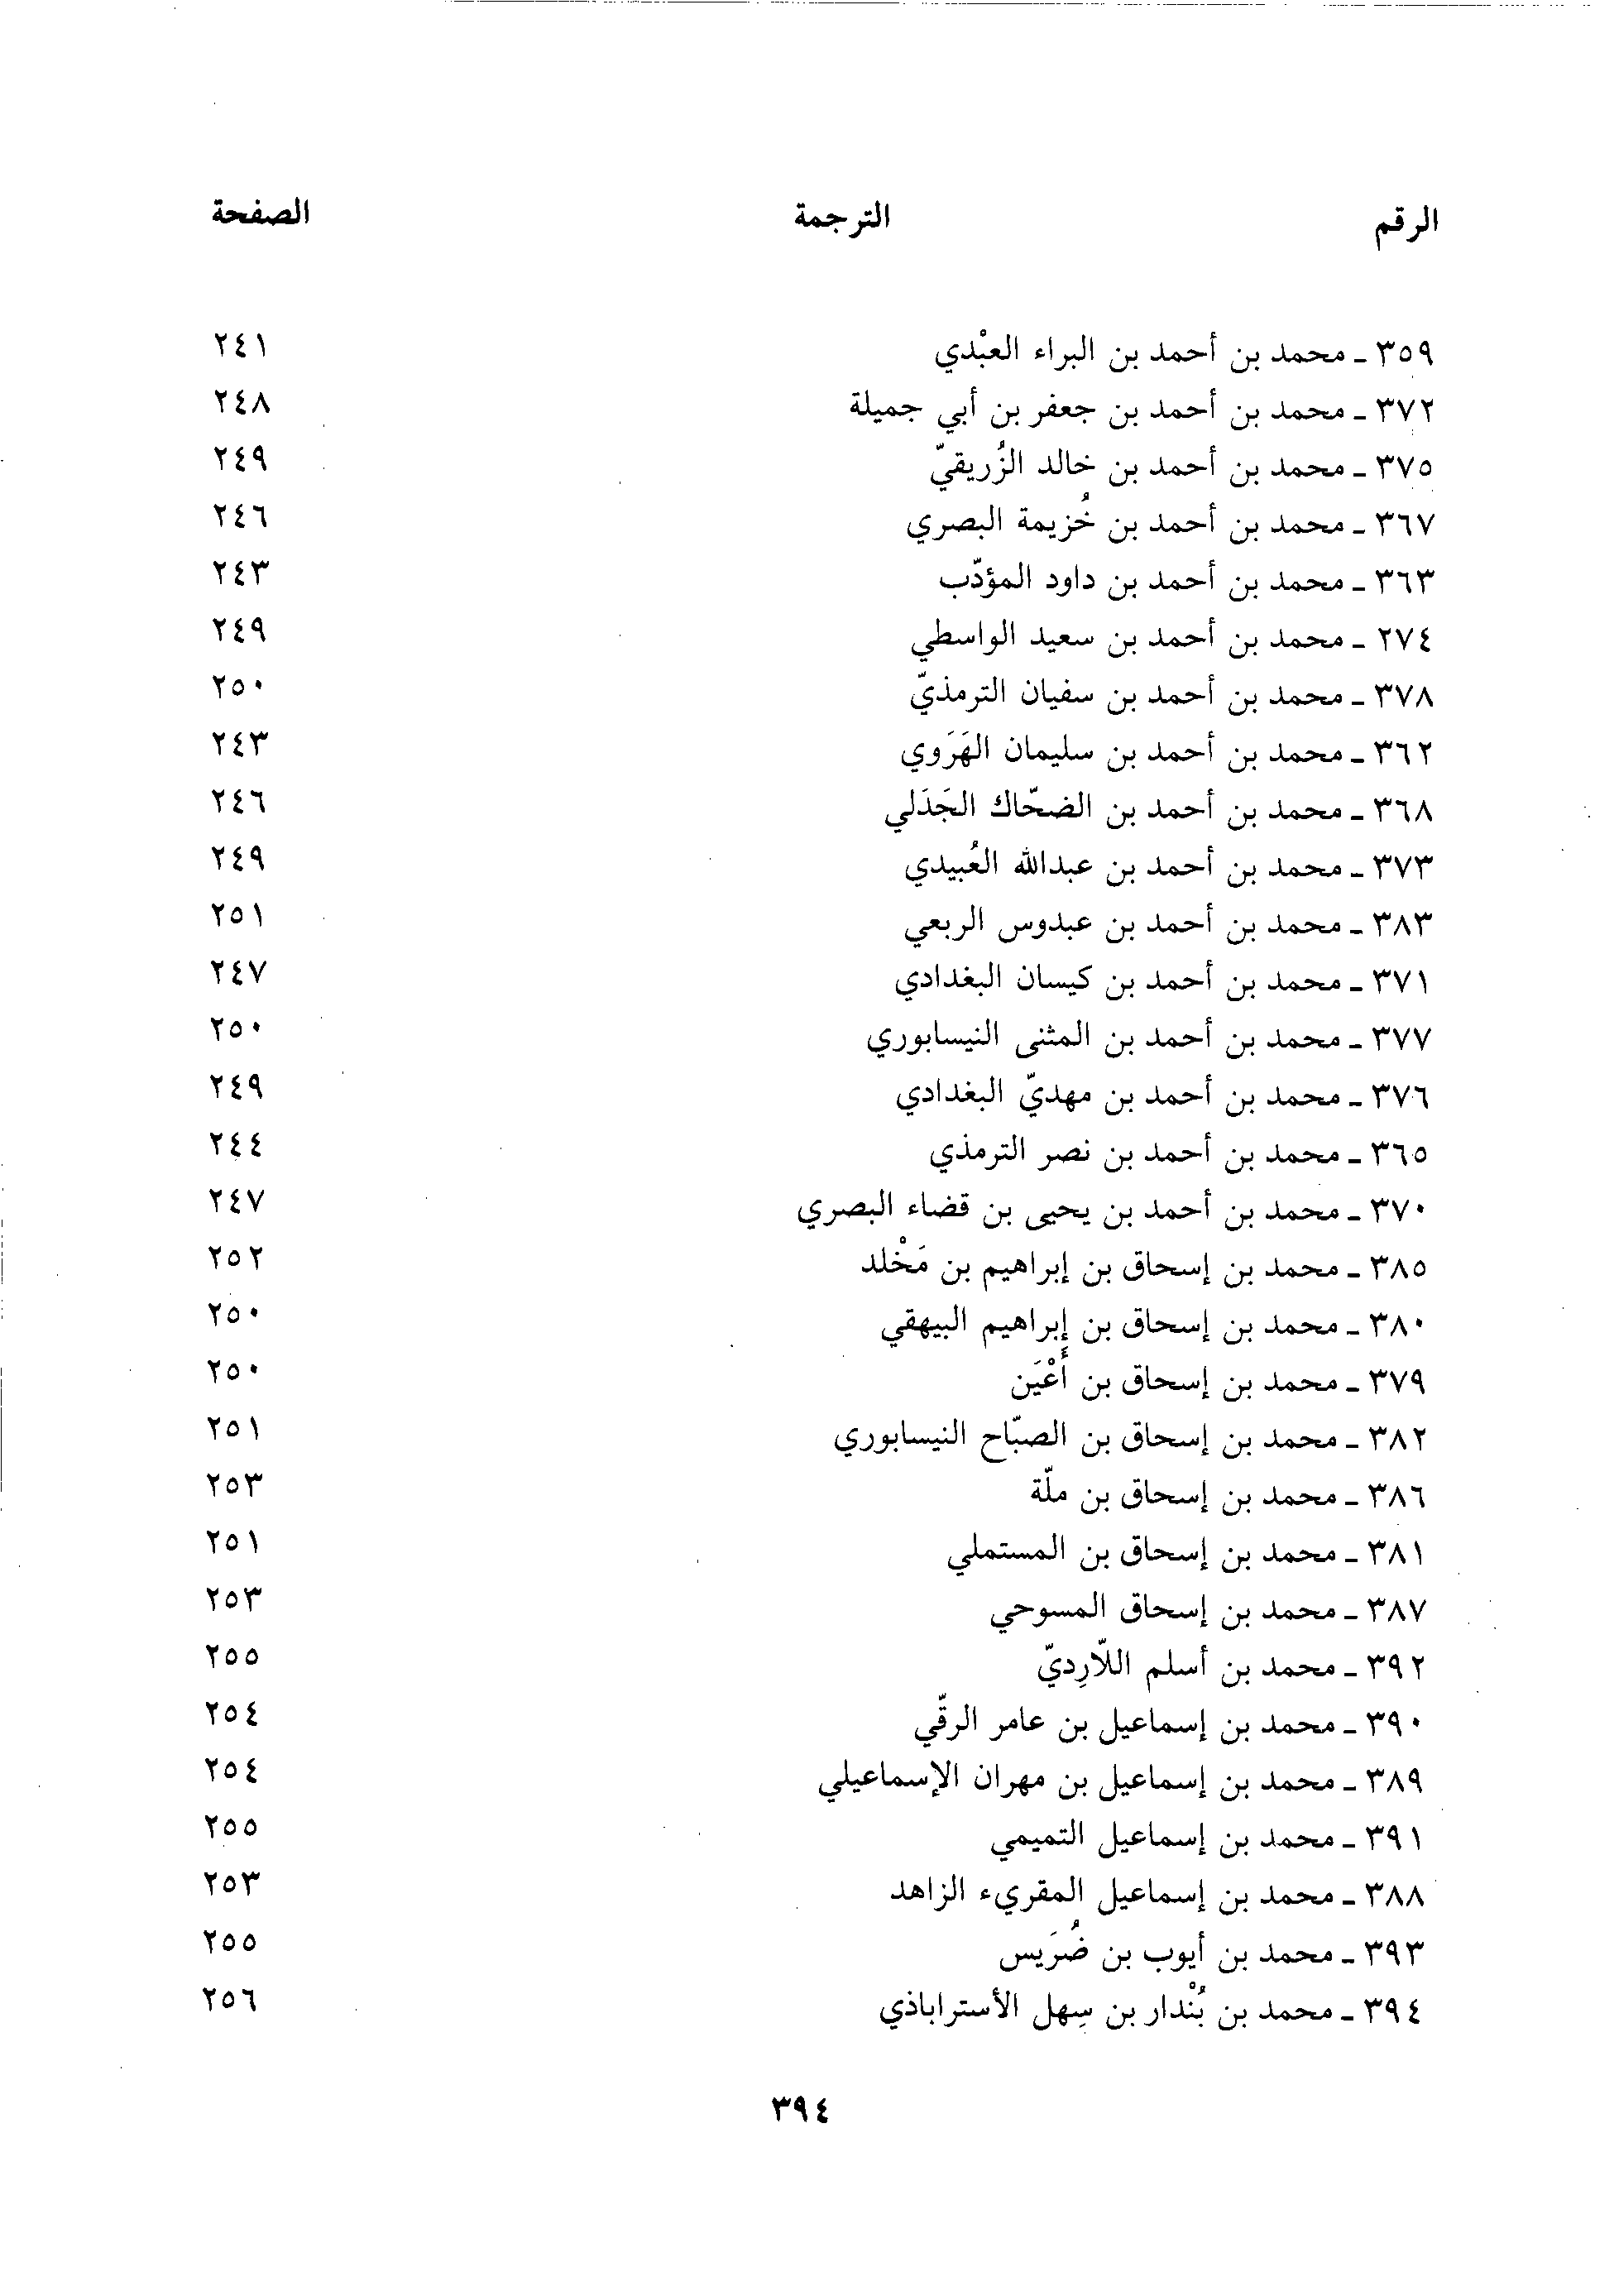 الرقم الترجمة الصفحة
٣٥٩ ـ محمد بن أحمد بن البراء العبْدي ٢٤١
٣٧٢ ـ محمد بن أحمد بن جعفر بن أبي جميلة ٢٤٨
٣٧٥ ـ محمد بن أحمد بن خالد الزُريقيّ ٢٤٩
٣٦٧ ـ محمد بن أحمد بن خُزيمة البصري ٢٤٦
٣٦٣ ـ محمد بن أحمد بن داود المؤدّب ٢٤٣
٢٧٤ ـ محمد بن أحمد بن سعيد الواسطي ٢٤٩
٣٧٨ ـ محمد بن أحمد بن سفيان الترمذيّ ٢٥٠
٣٦٢ ـ محمد بن أحمد بن سليمان الهَرَوي ٢٤٣
٣٦٨ ـ محمد بن أحمد بن الضحّاك الجَدَلي ٢٤٦
٣٧٣ ـ محمد بن أحمد بن عبدالله العُبيدي ٢٤٩
٣٨٣ ـ محمد بن أحمد بن عبدوس الربعي ٢٥١
٣٧١ ـ محمد بن أحمد بن كيسان البغدادي ٢٤٧
٣٧٧ ـ محمد بن أحمد بن المثنى النيسابوري ٢٥٠
٣٧٦ ـ محمد بن أحمد بن مهديّ البغدادي ٢٤٩
٣٦٥ ـ محمد بن أحمد بن نصر الترمذي ٢٤٤
٣٧٠ ـ محمد بن أحمد بن يحيى بن قضاء البصري ٢٤٧
٣٨٥ ـ محمد بن إسحاق بن إبراهيم بن مَخْلد ٢٥٢
٣٨٠ ـ محمد بن إسحاق بن إبراهيم البيهقي ٢٥٠
٣٧٩ ـ محمد بن إسحاق بن أَعْيَن ٢٥٠
٣٨٢ ـ محمد بن إسحاق بن الصبّاح النيسابوري ٢٥١
٣٨٦ ـ محمد بن إسحاق بن ملّة ٢٥٣
٣٨١ ـ محمد بن إسحاق بن المستملي ٢٥١
٣٨٧ ـ محمد بن إسحاق المسوحي ٢٥٣
٣٩٢ ـ محمد بن أسلم اللّارِديّ ٢٥٥
٣٩٠ ـ محمد بن إسماعيل بن عامر الرقّي ٢٥٤
٣٨٩ ـ محمد بن إسماعيل بن مهران الإسماعيلي ٢٥٤
٣٩١ ـ محمد بن إسماعيل التميمي ٢٥٥
٣٨٨ ـ محمد بن إسماعيل المقريء الزاهد ٢٥٣
٣٩٣ ـ محمد بن أيوب بن ضُرَيس ٢٥٥
٣٩٤ ـ محمد بن بُنْدار بن سِهل الأستراباذي ٢٥٦
٣٩٤